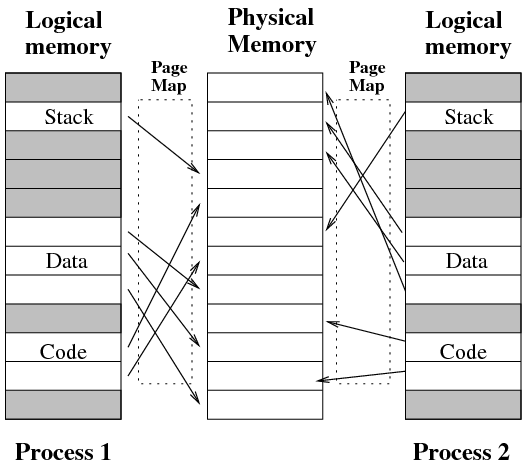 Logical
memory
Physical
Memory
Logical
memory
Page
Map
Page
Map
Stack
Data
Code
Stack
Data
Code
Process 1
Process 2